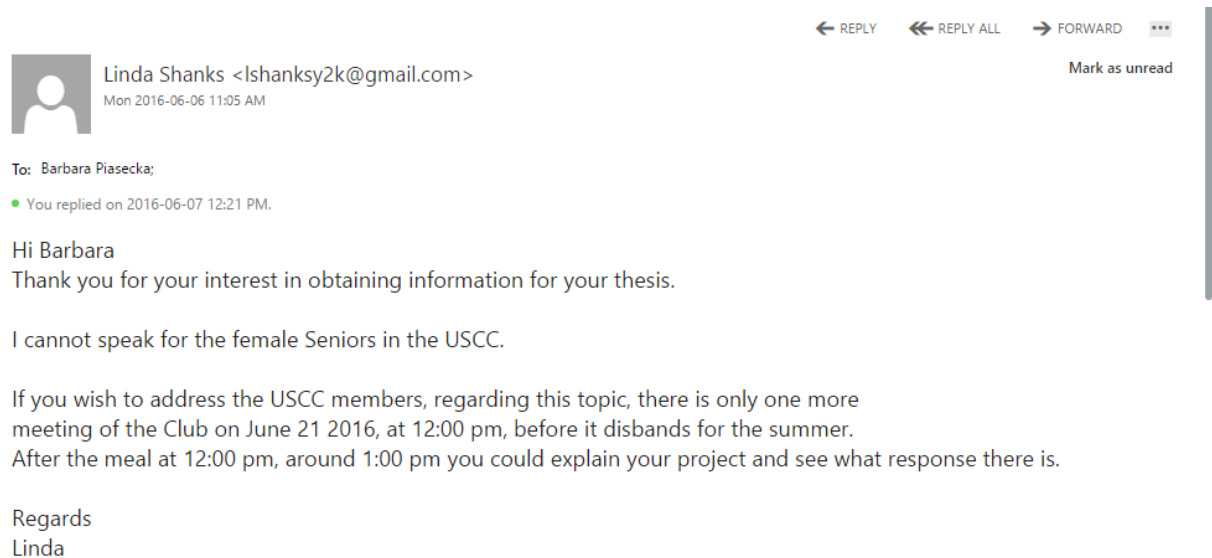 REPLY REPLY ALL FORWARD ...
Linda Shanks <lshanksy2k@gmail.com> Mark as unread
Mon 2016-06-06 11:05 AM
To: Barbara Piasecka;
You replied on 2016-06-07 12:21 PM.
Hi Barbara
Thank you for your interest in obtaining information for your thesis.
I cannot speak for the female Seniors in the USCC.
If you wish to address the USCC members, regarding this topic, there is only one more
meeting of the Club on June 21 2016, at 12:00 pm, before it disbands for the summer.
After the meal at 12:00 pm, around 1:00 pm you could explain your project and see what response there is.
Regards
Linda